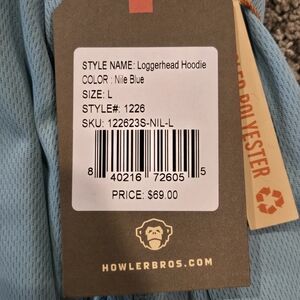 STYLE NAME: Loggerhead Hoodie
COLOR : Nile Blue
SIZE: L
STYLE#: 1226
SKU: 122623S-NIL-L
8 40216 72605 5
PRICE: $69.00
HOWLERBROS.COM
POLYESTER